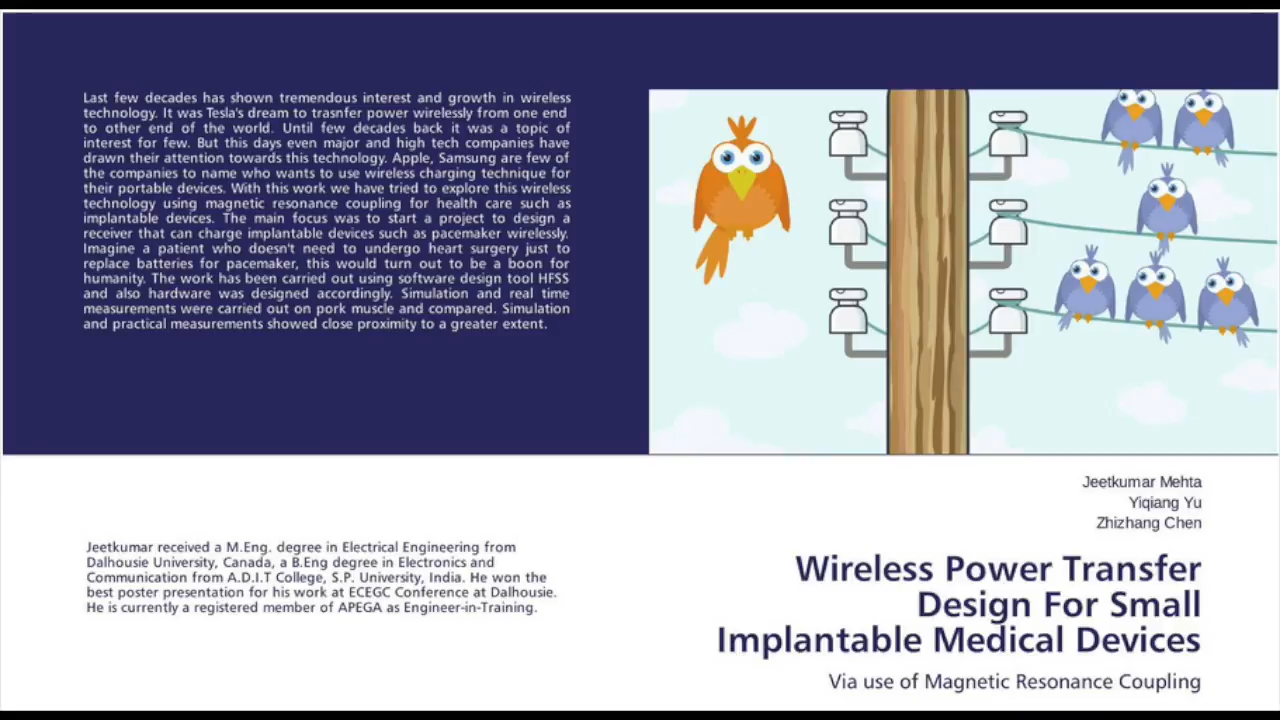 Last few decades has shown tremendous interest and growth in wireless
technology. It was Tesla's dream to trasnfer power wirelessly from one end
to other end of the world. Until few decades back it was a topic of
interest for few. But this days even major and high tech companies have
drawn their attention towards this technology. Apple, Samsung are few of
the companies to name who wants to use wireless charging technique for
their portable devices. With this work we have tried to explore this wireless
technology using magnetic resonance coupling for health care such as
implantable devices. The main focus was to start a project to design a
receiver that can charge implantable devices such as pacemaker wirelessly.
Imagine a patient who doesn't need to undergo heart surgery just to
replace batteries for pacemaker, this would turn out to be a boon for
humanity. The work has been carried out using software design tool HFSS
and also hardware was designed accordingly. Simulation and real time
measurements were carried out on pork muscle and compared. Simulation
and practical measurements showed close proximity to a greater extent.
Jeetkumar received a M.Eng. degree in Electrical Engineering from
Dalhousie University, Canada, a B.Eng degree in Electronics and
Communication from A.D.I.T College, S.P. University, India. He won the
best poster presentation for his work at ECEGC Conference at Dalhousie.
He is currently a registered member of APEGA as Engineer-in-Training.
Jeetkumar Mehta
Yiqiang Yu
Zhizhang Chen
Wireless Power Transfer
Design For Small
Implantable Medical Devices
Via use of Magnetic Resonance Coupling